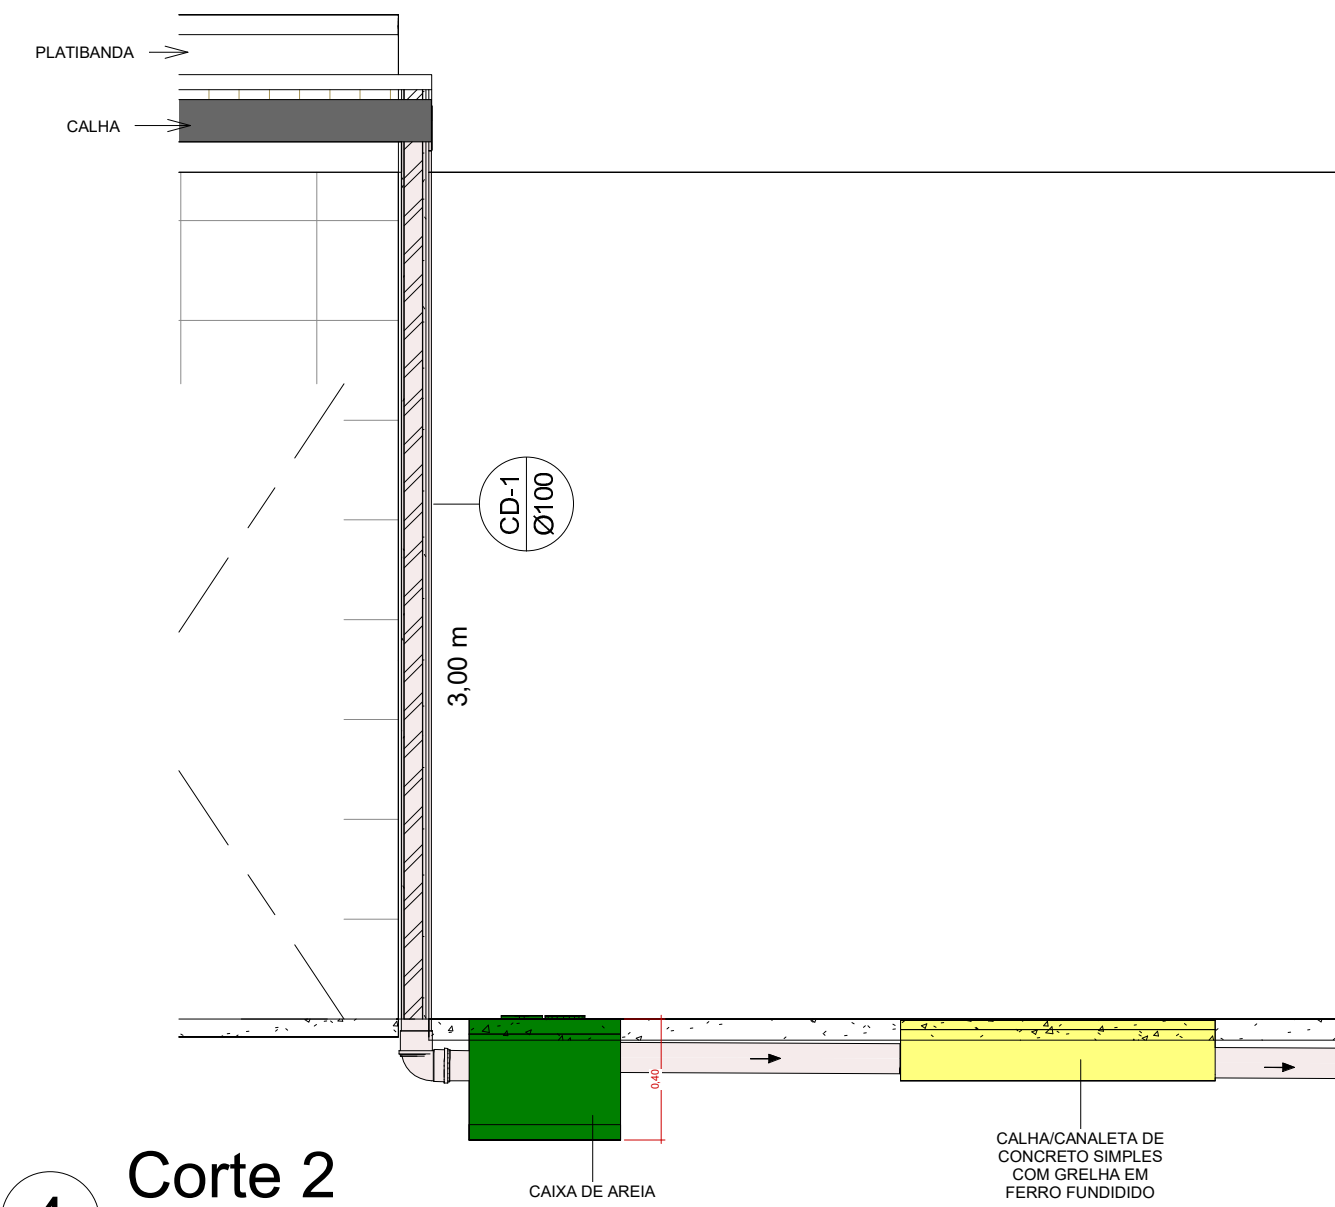 PLATIBANDA
CALHA
CD-1
Ø100
3,00 m
0,40
CALHA/CANALETA DE
CONCRETO SIMPLES
COM GRELHA EM
FERRO FUNDIDIDO
CAIXA DE AREIA
Corte 2